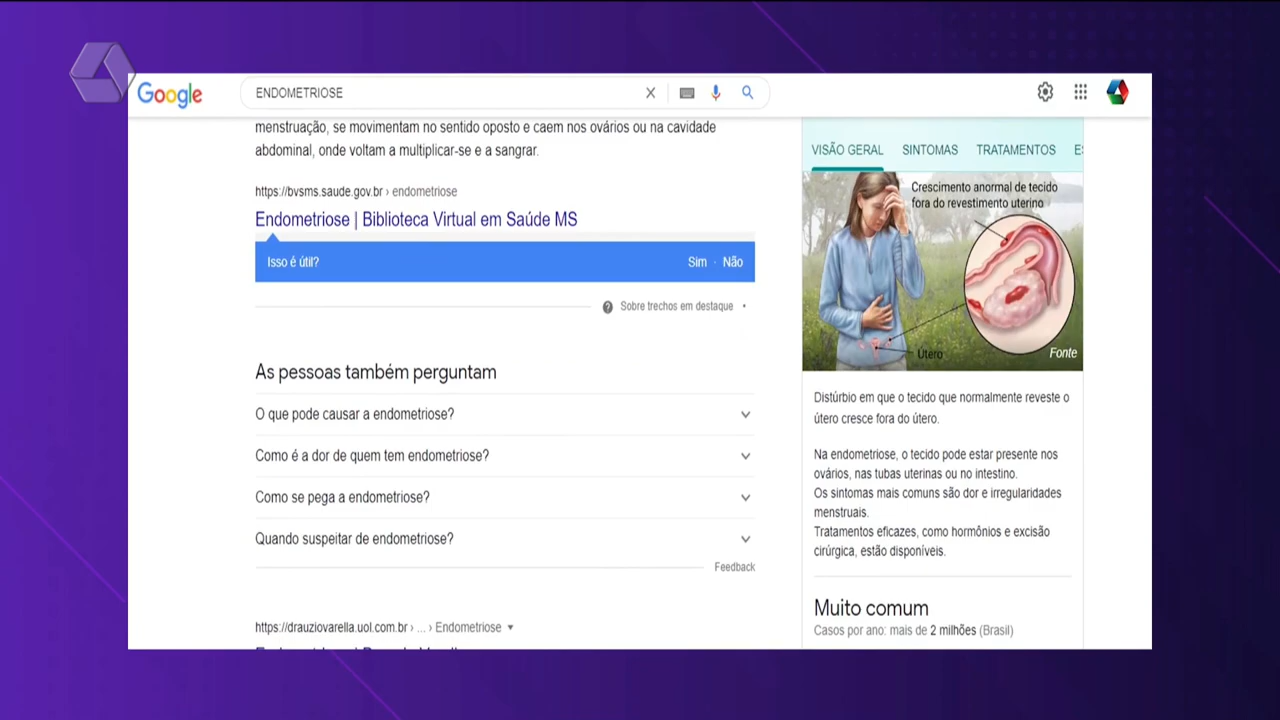 Google
ENDOMETRIOSE
menstruação, se movimentam no sentido oposto e caem nos ovários ou na cavidade
abdominal, onde voltam a multiplicar-se e a sangrar.
https://bvsms.saude.gov.br › endometriose
Endometriose | Biblioteca Virtual em Saúde MS
Isso é útil?
Sim · Não
Sobre trechos em destaque •
As pessoas também perguntam
O que pode causar a endometriose?
Como é a dor de quem tem endometriose?
Como se pega a endometriose?
Quando suspeitar de endometriose?
Feedback
https://drauziovarella.uol.com.br › ... › Endometriose
VISÃO GERAL SINTOMAS TRATAMENTOS
Crescimento anormal de tecido
fora do revestimento uterino
Útero
Fonte
Distúrbio em que o tecido que normalmente reveste o
útero cresce fora do útero.
Na endometriose, o tecido pode estar presente nos
ovários, nas tubas uterinas ou no intestino.
Os sintomas mais comuns são dor e irregularidades
menstruais.
Tratamentos eficazes, como hormônios e excisão
cirúrgica, estão disponíveis.
Muito comum
Casos por ano: mais de 2 milhões (Brasil)